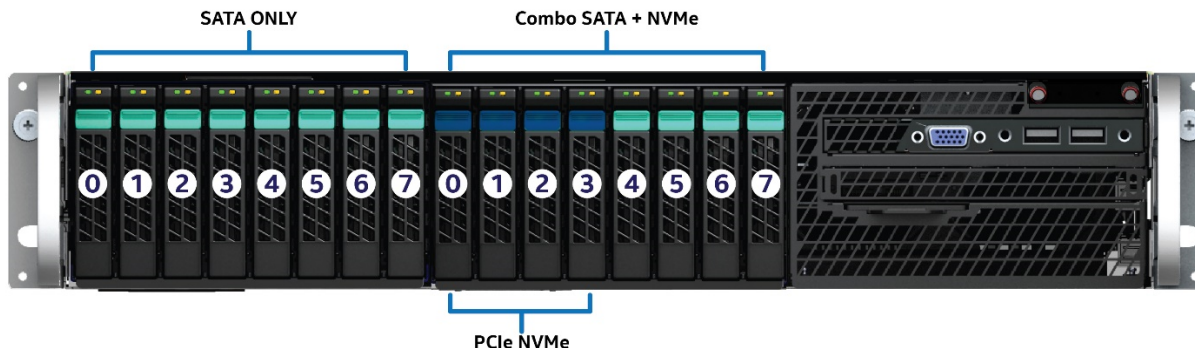 SATA ONLY
Combo SATA + NVMe
0 1 2 3 4 5 6 7 0 1 2 3 4 5 6 7
PCIe NVMe